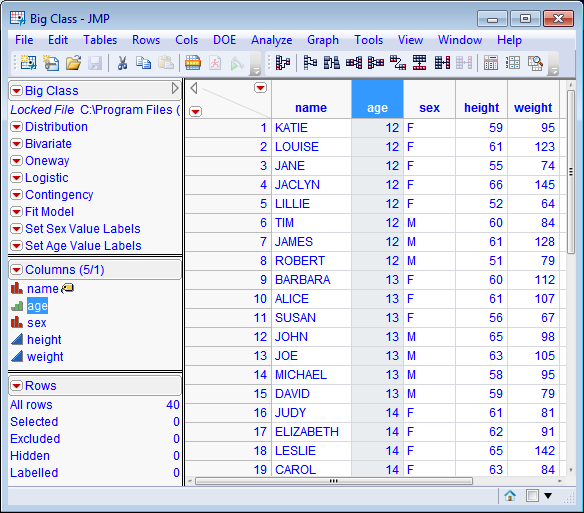 Big Class - JMP
File Edit Tables Rows Cols DOE Analyze Graph Tools View Window Help
Big Class
Locked File C:\Program Files (
Distribution
Bivariate
Oneway
Logistic
Contingency
Fit Model
Set Sex Value Labels
Set Age Value Labels
Columns (5/1)
name
age
sex
height
weight
Rows
All rows 40
Selected 0
Excluded 0
Hidden 0
Labelled 0
name age sex height weight
1 KATIE 12 F 59 95
2 LOUISE 12 F 61 123
3 JANE 12 F 55 74
4 JACLYN 12 F 66 145
5 LILLIE 12 F 52 64
6 TIM 12 M 60 84
7 JAMES 12 M 61 128
8 ROBERT 12 M 51 79
9 BARBARA 13 F 60 112
10 ALICE 13 F 61 107
11 SUSAN 13 F 56 67
12 JOHN 13 M 65 98
13 JOE 13 M 63 105
14 MICHAEL 13 M 58 95
15 DAVID 13 M 59 79
16 JUDY 14 F 61 81
17 ELIZABETH 14 F 62 91
18 LESLIE 14 F 65 142
19 CAROL 14 F 63 84